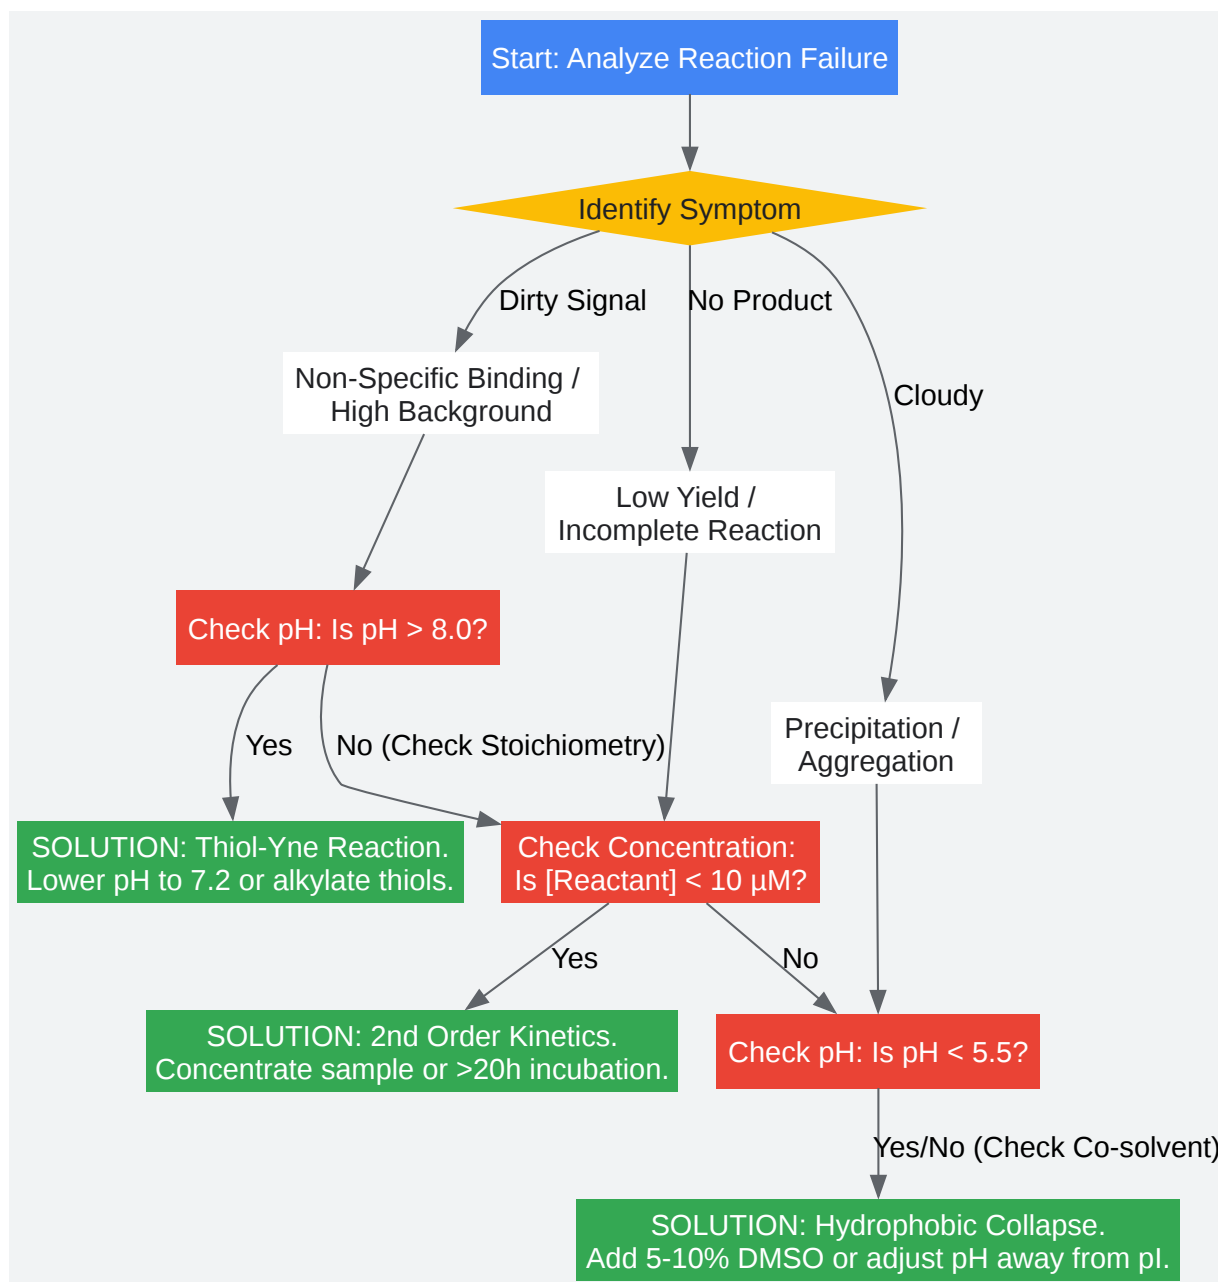 Start: Analyze Reaction Failure
Identify Symptom
Dirty Signal
No Product
Non-Specific Binding /
High Background
Cloudy
Low Yield /
Incomplete Reaction
Check pH: Is pH > 8.0?
Precipitation /
Aggregation
Yes
No (Check Stoichiometry)
SOLUTION: Thiol-Yne Reaction.
Lower pH to 7.2 or alkylate thiols.
Check Concentration:
Is [Reactant] < 10 µM?
Yes
No
SOLUTION: 2nd Order Kinetics.
Concentrate sample or >20h incubation.
Check pH: Is pH < 5.5?
Yes/No (Check Co-solvent)
SOLUTION: Hydrophobic Collapse.
Add 5-10% DMSO or adjust pH away from pI.